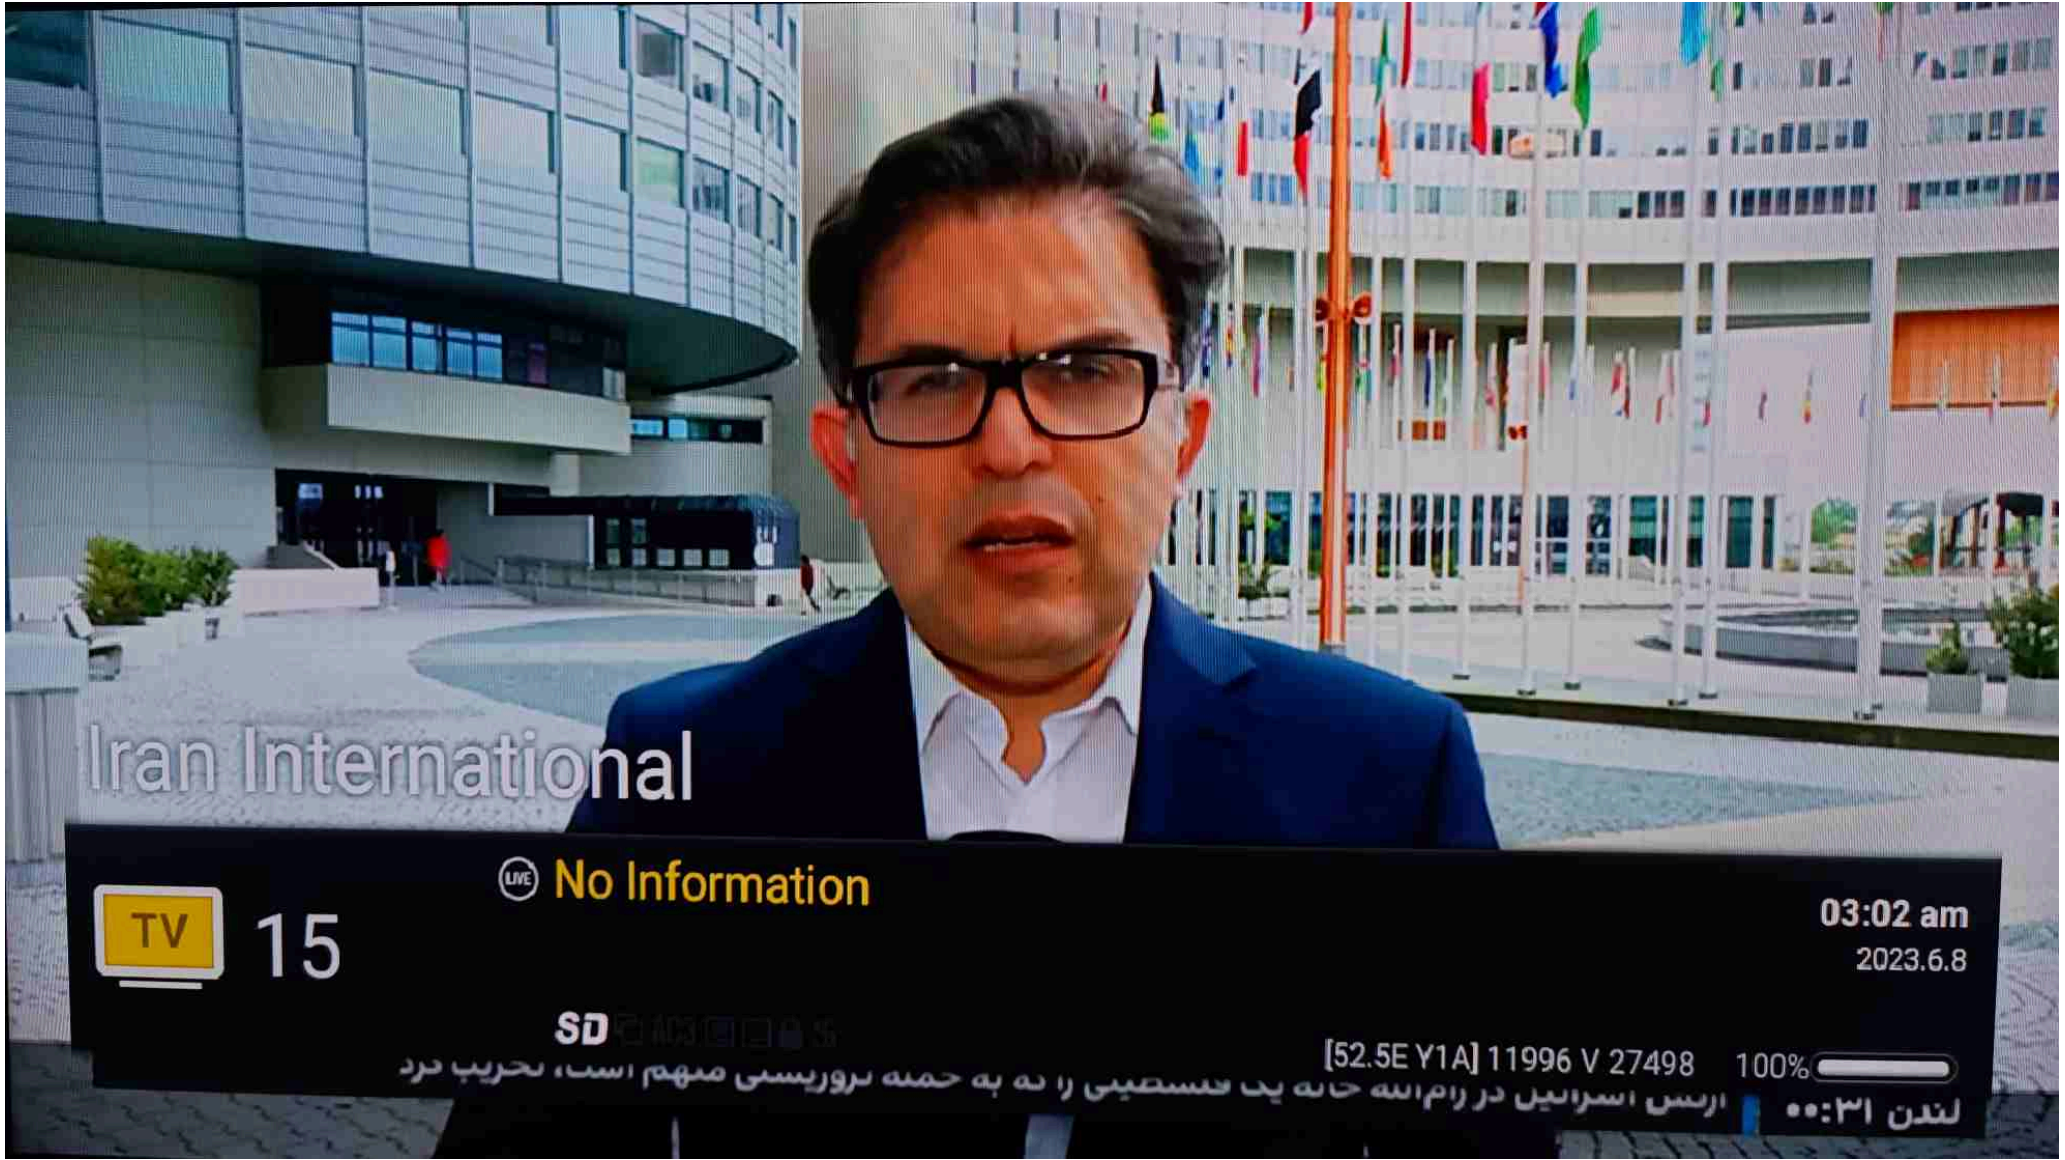 Iran International
LIVE No Information
TV 15
03:02 am
2023.6.8
SD
[52.5E Y1A] 11996 V 27498 100%
ارتش اسرائیل در رام‌الله خانه یک فلسطینی را که به حمله تروریستی متهم است، تخریب کرد
لندن ۰۰:۳۱